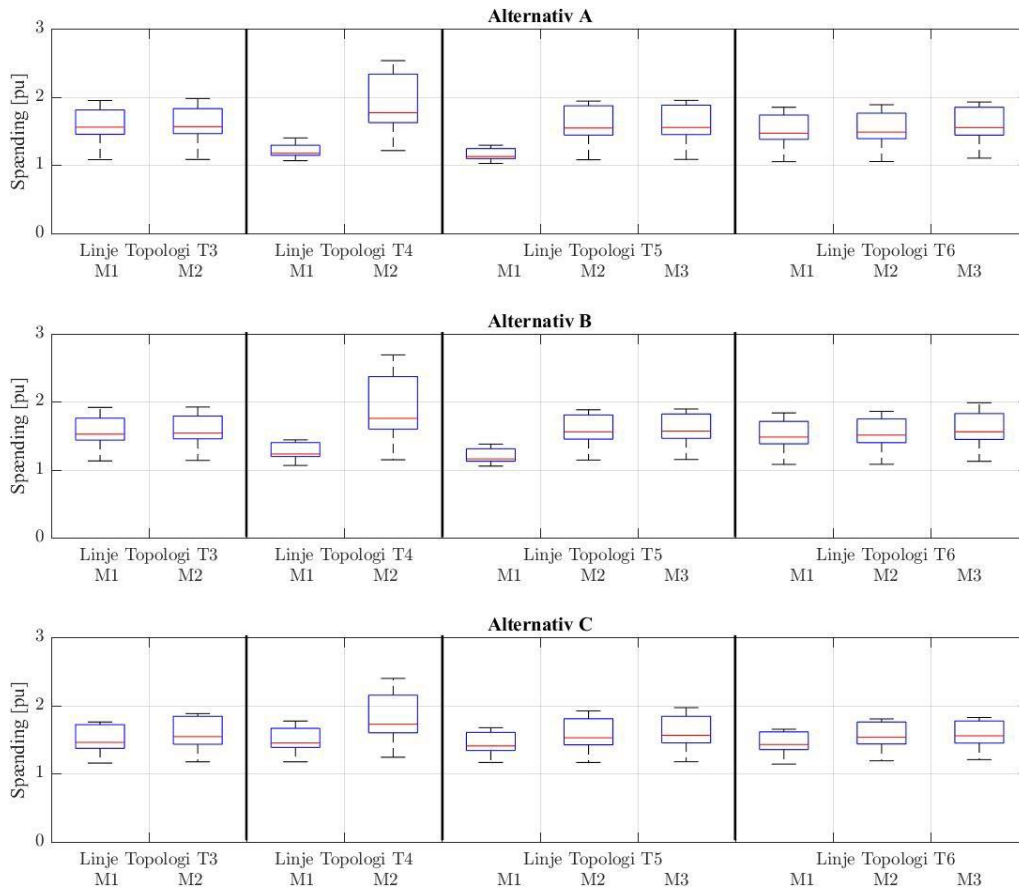 Alternativ A
3
2
1
0
Spænding [pu]
Linje Topologi T3
M1 M2
Linje Topologi T4
M1 M2
Linje Topologi T5
M1 M2 M3
Linje Topologi T6
M1 M2 M3
Alternativ B
3
2
1
0
Spænding [pu]
Linje Topologi T3
M1 M2
Linje Topologi T4
M1 M2
Linje Topologi T5
M1 M2 M3
Linje Topologi T6
M1 M2 M3
Alternativ C
3
2
1
0
Spænding [pu]
Linje Topologi T3
M1 M2
Linje Topologi T4
M1 M2
Linje Topologi T5
M1 M2 M3
Linje Topologi T6
M1 M2 M3